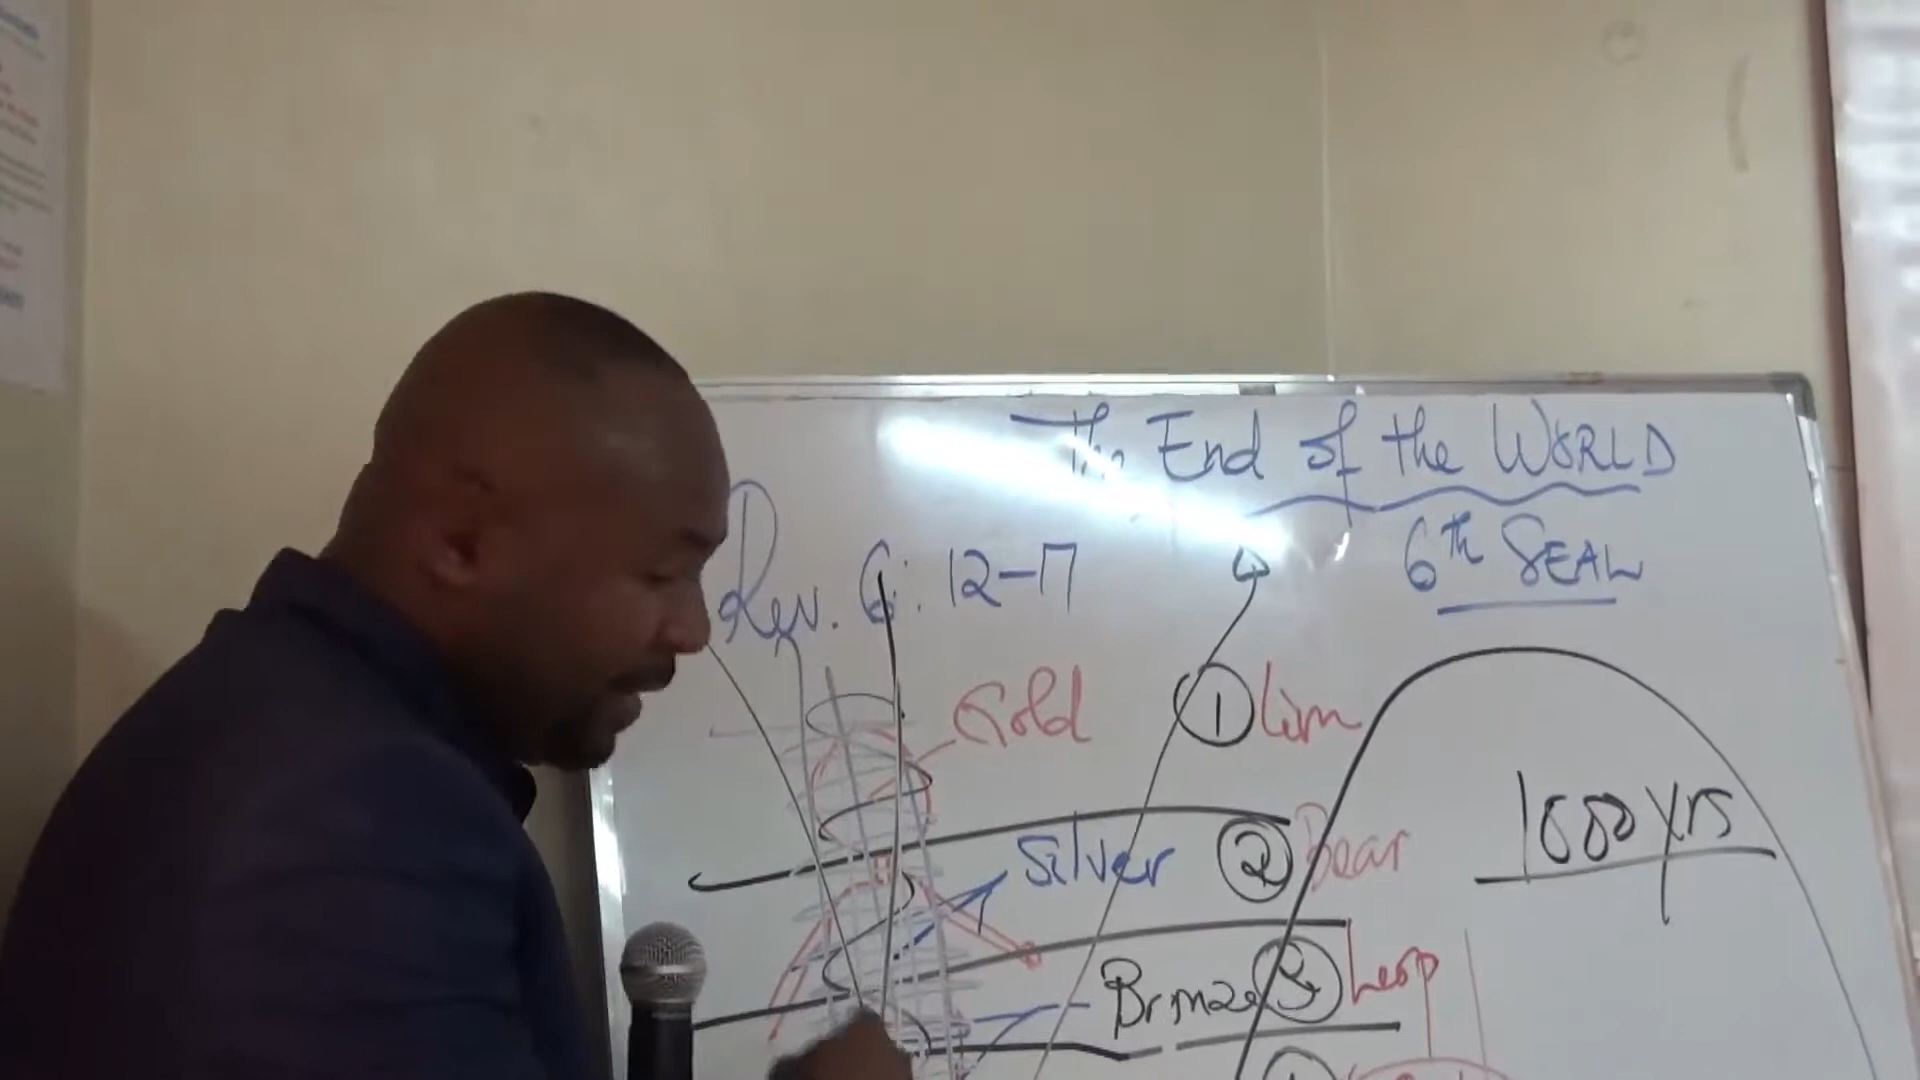 The End of the WORLD
6th SEAL
Rev. 6: 12-17
Gold
1 Lion
Silver 2 Bear
1000 yrs
Bronze 3 Leop